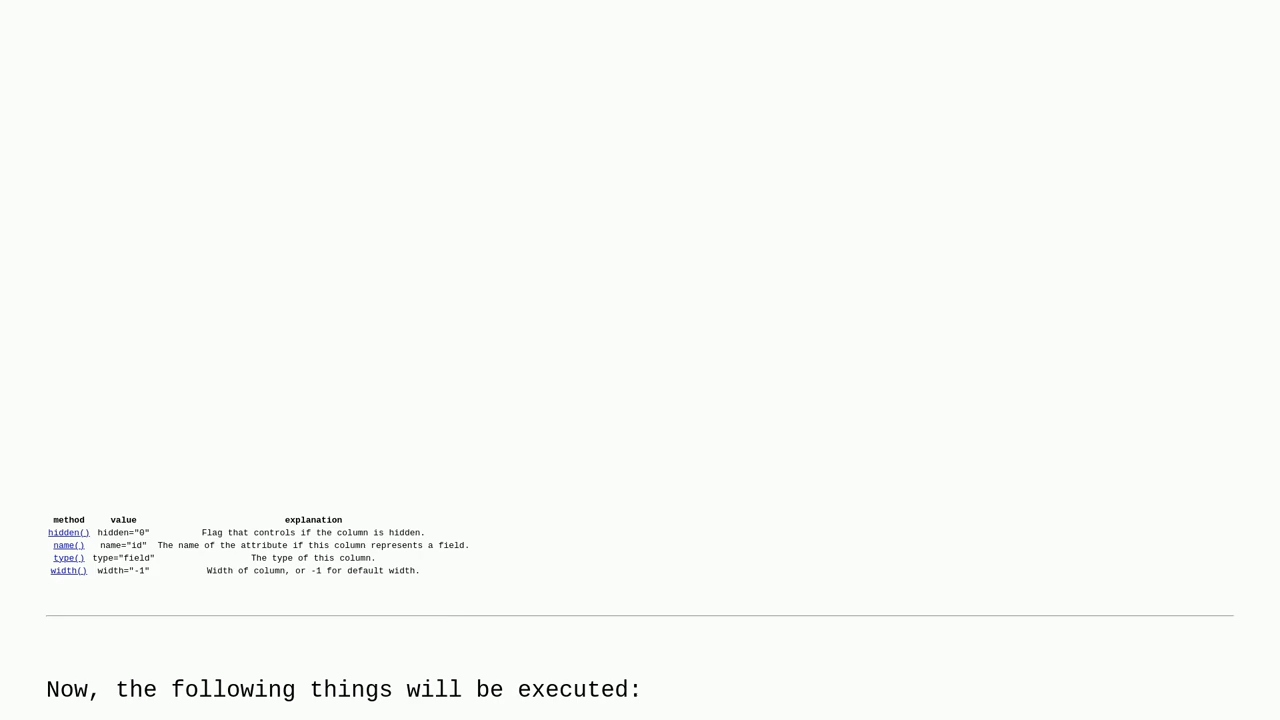 method value explanation
hidden() hidden="0" Flag that controls if the column is hidden.
name() name="id" The name of the attribute if this column represents a field.
type() type="field" The type of this column.
width() width="-1" Width of column, or -1 for default width.
Now, the following things will be executed: